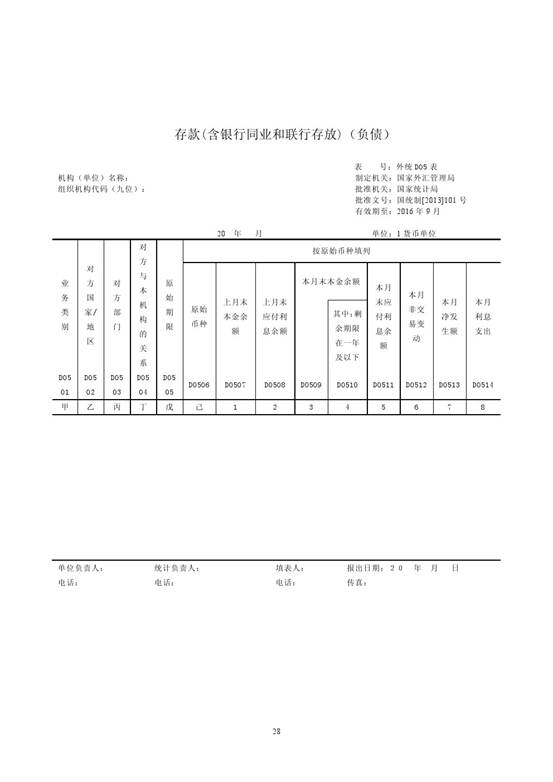 存款(含银行同业和联行存放)（负债）
表 号：外统 D05 表
机构（单位）名称： 制定机关：国家外汇管理局
组织机构代码（九位）： 批准机关：国家统计局
批准文号：国统制[2013]101 号
有效期至：2016 年 9 月
20 年 月 单位：1 货币单位
业务类别
对方国家/地区
对方部门
对方与本机构的关系
原始期限
按原始币种填列
原始币种
上月末本金余额
上月末应付利息余额
本月末本金余额
其中：剩余期限在一年及以下
本月末应付利息余额
本月非交易变动
本月净发生额
本月利息支出
D0501 D0502 D0503 D0504 D0505 D0506 D0507 D0508 D0509 D0510 D0511 D0512 D0513 D0514
甲 乙 丙 丁 戊 己 1 2 3 4 5 6 7 8
单位负责人： 统计负责人： 填表人： 报出日期：20 年 月 日
电话： 电话： 电话： 传真：
28